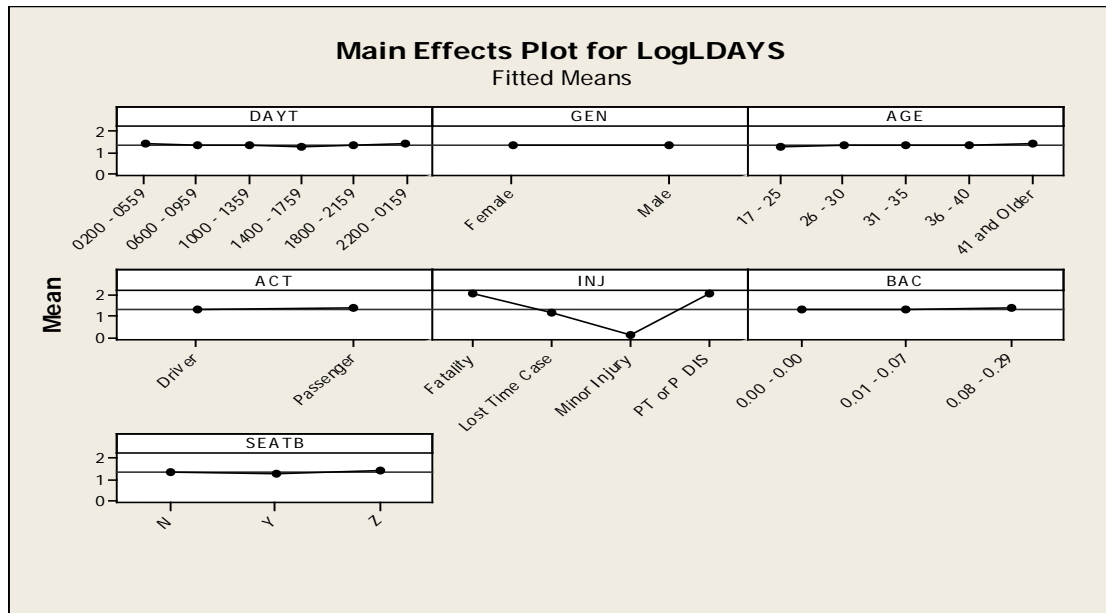 Main Effects Plot for LogLDAYS
Fitted Means
Mean
DAYT
GEN
AGE
2
1
0
0200 - 0559
0600 - 0959
1000 - 1359
1400 - 1759
1800 - 2159
2200 - 0159
Female
Male
17 - 25
26 - 30
31 - 35
36 - 40
41 and Older
ACT
INJ
BAC
2
1
0
Driver
Passenger
Fatality
Lost Time Case
Minor Injury
PT or P DIS
0.00 - 0.00
0.01 - 0.07
0.08 - 0.29
SEATB
2
1
0
N
Y
Z